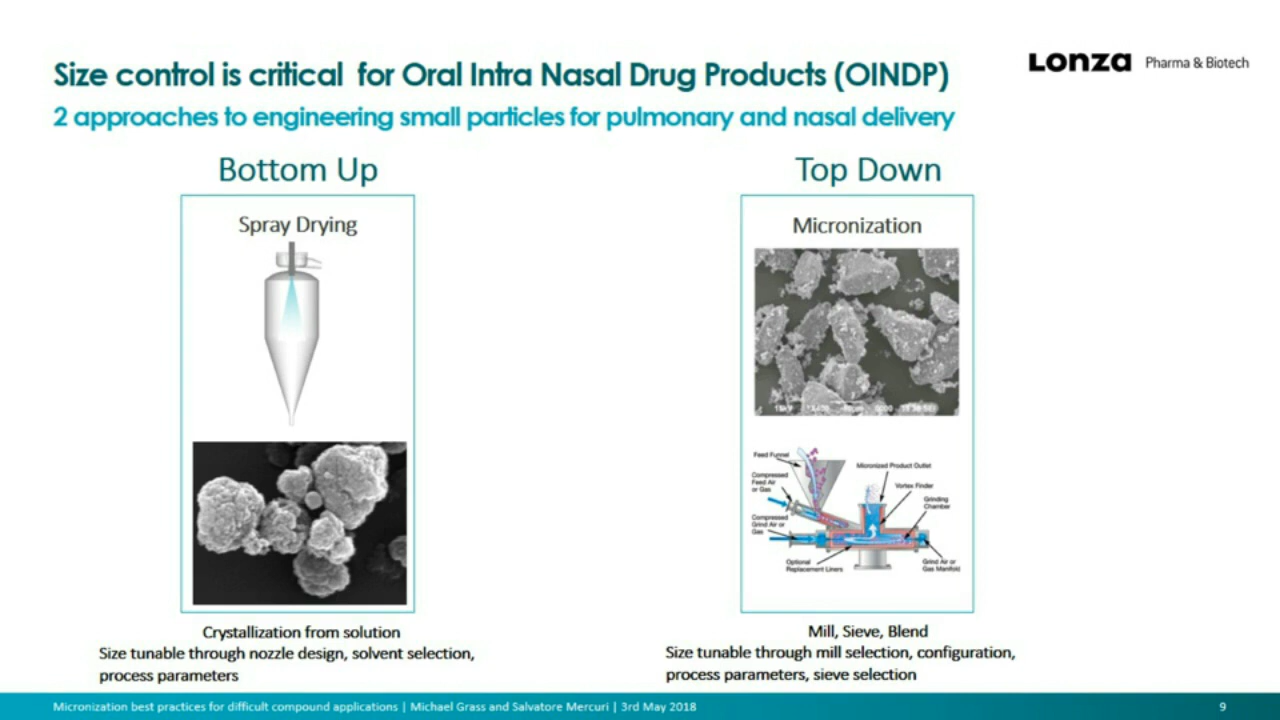 Size control is critical for Oral Intra Nasal Drug Products (OINDP)
Lonza Pharma & Biotech
2 approaches to engineering small particles for pulmonary and nasal delivery
Bottom Up
Spray Drying
Crystallization from solution
Size tunable through nozzle design, solvent selection,
process parameters
Top Down
Micronization
Feed Funnel
Compressed
Feed Air
or Gas
Compressed
Grind Air or
Gas
Optional
Replacement Liners
Micronized Product Outlet
Vortex Finder
Grinding
Chamber
Grind Air or
Gas Manifold
Mill, Sieve, Blend
Size tunable through mill selection, configuration,
process parameters, sieve selection
Micronization best practices for difficult compound applications | Michael Grass and Salvatore Mercuri | 3rd May 2018
9